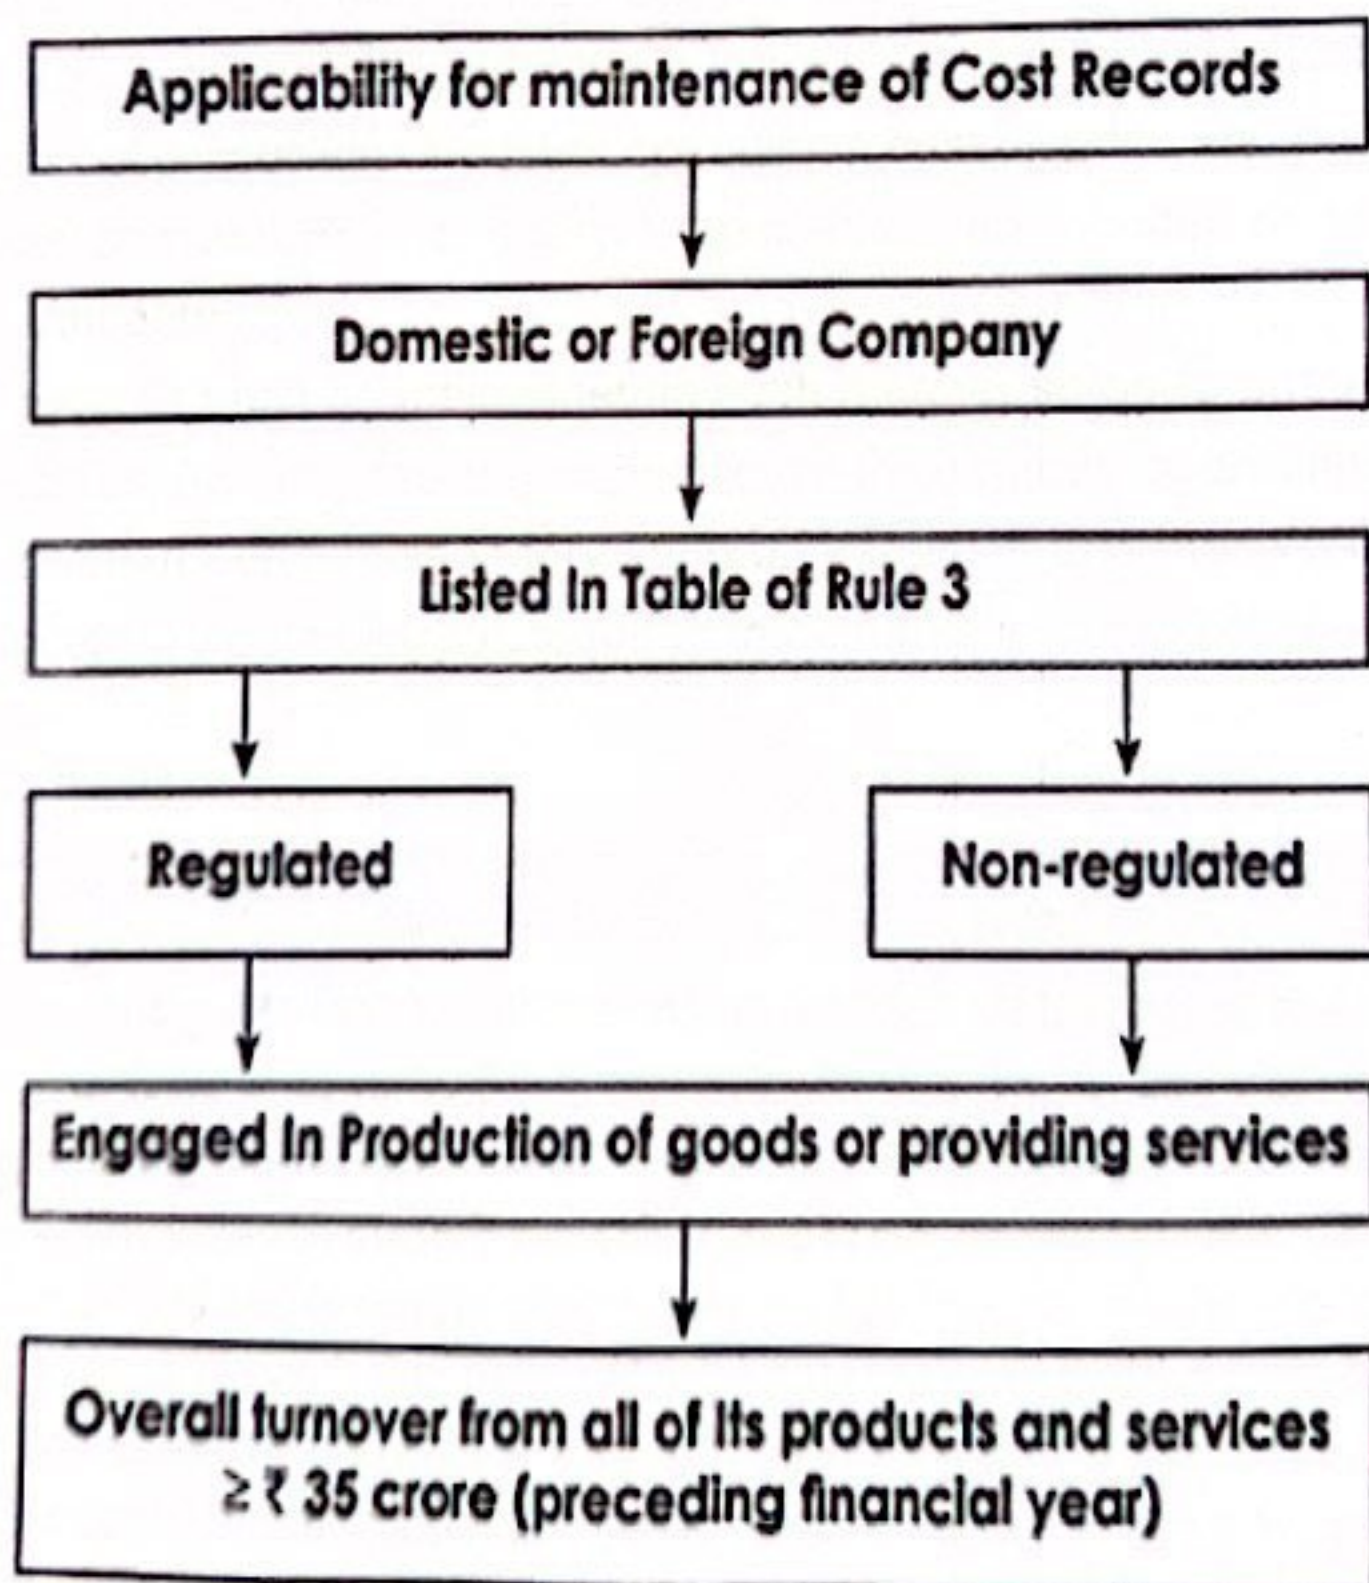 Applicability for maintenance of Cost Records
Domestic or Foreign Company
Listed In Table of Rule 3
Regulated
Non-regulated
Engaged In Production of goods or providing services
Overall turnover from all of Its products and services
≥ ₹ 35 crore (preceding financial year)